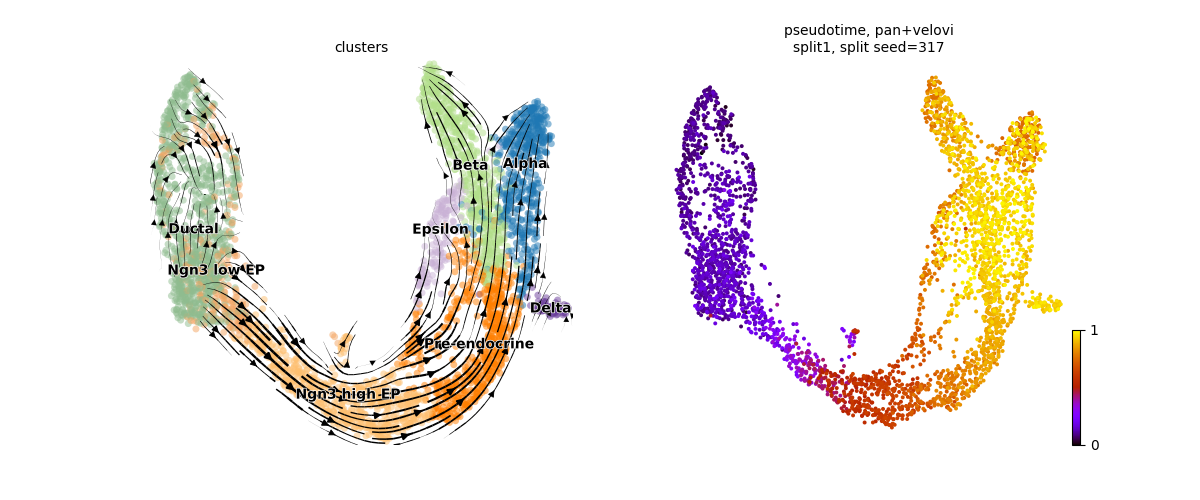 clusters
Beta
Alpha
Ductal
Epsilon
Ngn3 low EP
Delta
Pre-endocrine
Ngn3 high EP
pseudotime, pan+velovi
split1, split seed=317
1
0